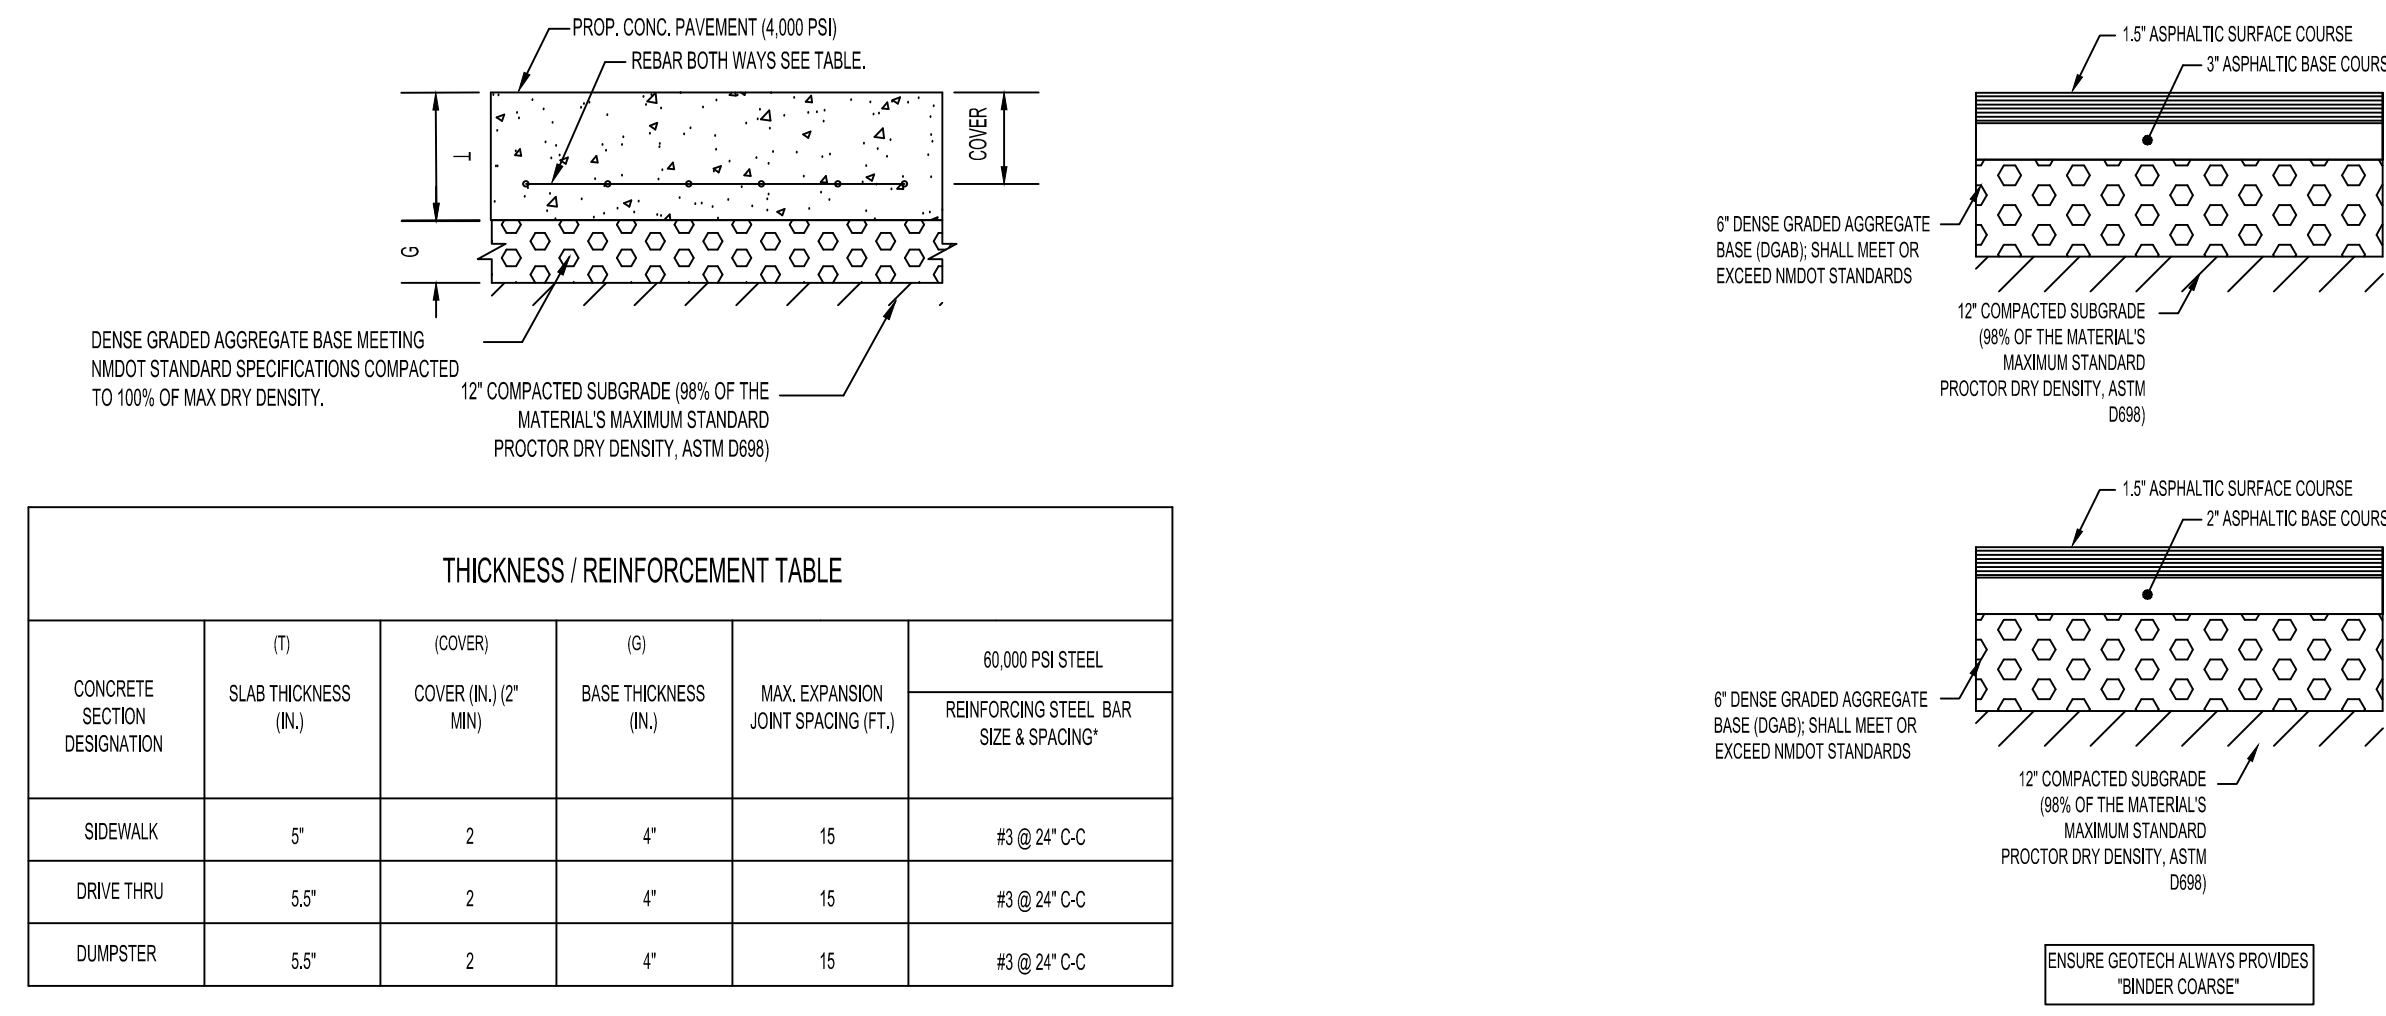 PROP. CONC. PAVEMENT (4,000 PSI)
REBAR BOTH WAYS SEE TABLE.
T
COVER
G
DENSE GRADED AGGREGATE BASE MEETING
NMDOT STANDARD SPECIFICATIONS COMPACTED
TO 100% OF MAX DRY DENSITY.
12" COMPACTED SUBGRADE (98% OF THE
MATERIAL'S MAXIMUM STANDARD
PROCTOR DRY DENSITY, ASTM D698)
THICKNESS / REINFORCEMENT TABLE
CONCRETE
SECTION
DESIGNATION
(T)
SLAB THICKNESS
(IN.)
(COVER)
COVER (IN.) (2"
MIN)
(G)
BASE THICKNESS
(IN.)
MAX. EXPANSION
JOINT SPACING (FT.)
60,000 PSI STEEL
REINFORCING STEEL BAR
SIZE & SPACING*
SIDEWALK 5" 2 4" 15 #3 @ 24" C-C
DRIVE THRU 5.5" 2 4" 15 #3 @ 24" C-C
DUMPSTER 5.5" 2 4" 15 #3 @ 24" C-C
1.5" ASPHALTIC SURFACE COURSE
3" ASPHALTIC BASE COURS
6" DENSE GRADED AGGREGATE
BASE (DGAB); SHALL MEET OR
EXCEED NMDOT STANDARDS
12" COMPACTED SUBGRADE
(98% OF THE MATERIAL'S
MAXIMUM STANDARD
PROCTOR DRY DENSITY, ASTM
D698)
1.5" ASPHALTIC SURFACE COURSE
2" ASPHALTIC BASE COURS
6" DENSE GRADED AGGREGATE
BASE (DGAB); SHALL MEET OR
EXCEED NMDOT STANDARDS
12" COMPACTED SUBGRADE
(98% OF THE MATERIAL'S
MAXIMUM STANDARD
PROCTOR DRY DENSITY, ASTM
D698)
ENSURE GEOTECH ALWAYS PROVIDES
"BINDER COARSE"